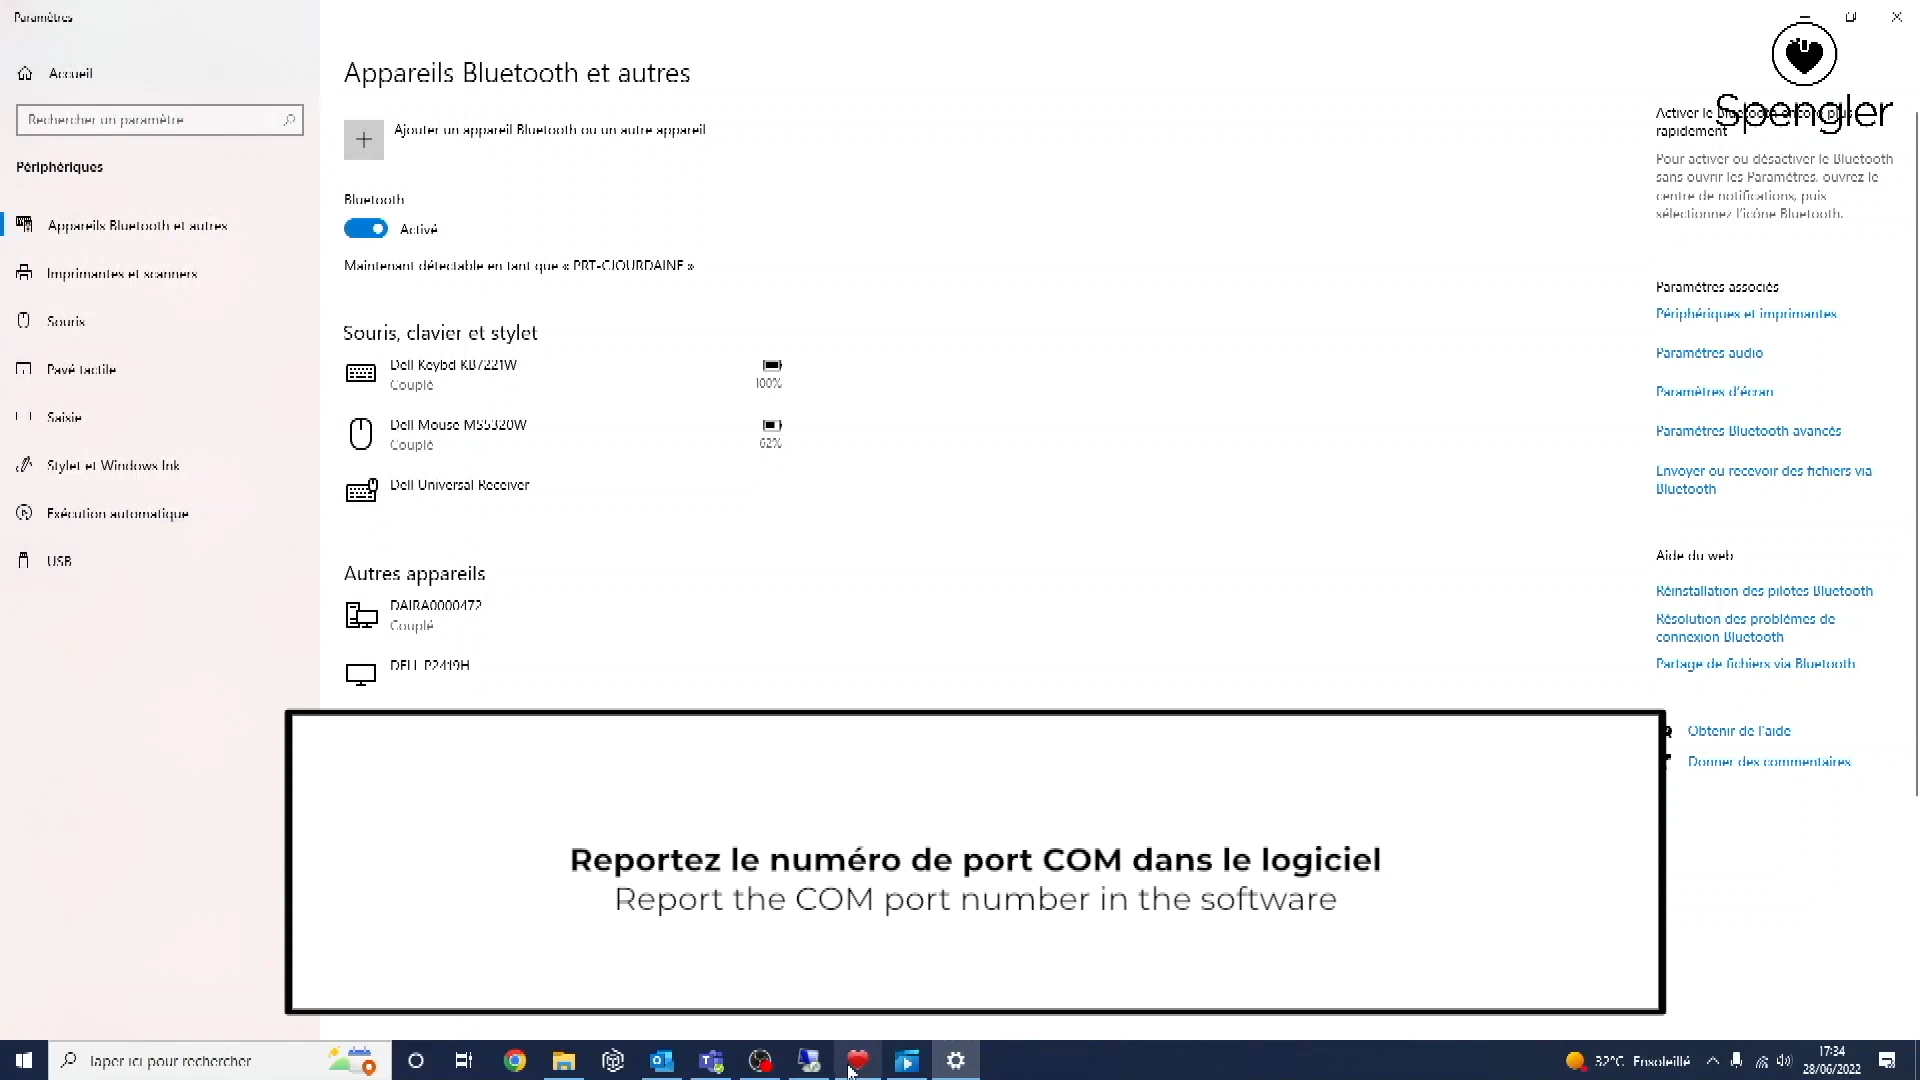 Paramètres
Accueil
Rechercher un paramètre
Périphériques
Appareils Bluetooth et autres
Imprimantes et scanners
Souris
Pavé tactile
Saisie
Stylet et Windows Ink
Exécution automatique
USB
Appareils Bluetooth et autres
Ajouter un appareil Bluetooth ou un autre appareil
Bluetooth
Activé
Maintenant détectable en tant que « PRT-CJOURDAINE »
Souris, clavier et stylet
Dell Keybd KB7221W
Couplé
100%
Dell Mouse MS5320W
Couplé
62%
Dell Universal Receiver
Autres appareils
DAIRA0000472
Couplé
DELL P2419H
Spengler
Activer le Bluetooth encore plus
rapidement
Pour activer ou désactiver le Bluetooth
sans ouvrir les Paramètres, ouvrez le
centre de notifications, puis
sélectionnez l'icône Bluetooth.
Paramètres associés
Périphériques et imprimantes
Paramètres audio
Paramètres d'écran
Paramètres Bluetooth avancés
Envoyer ou recevoir des fichiers via
Bluetooth
Aide du web
Réinstallation des pilotes Bluetooth
Résolution des problèmes de
connexion Bluetooth
Partage de fichiers via Bluetooth
Obtenir de l'aide
Donner des commentaires
Reportez le numéro de port COM dans le logiciel
Report the COM port number in the software
Taper ici pour rechercher
32°C Ensoleillé
17:34
28/06/2022